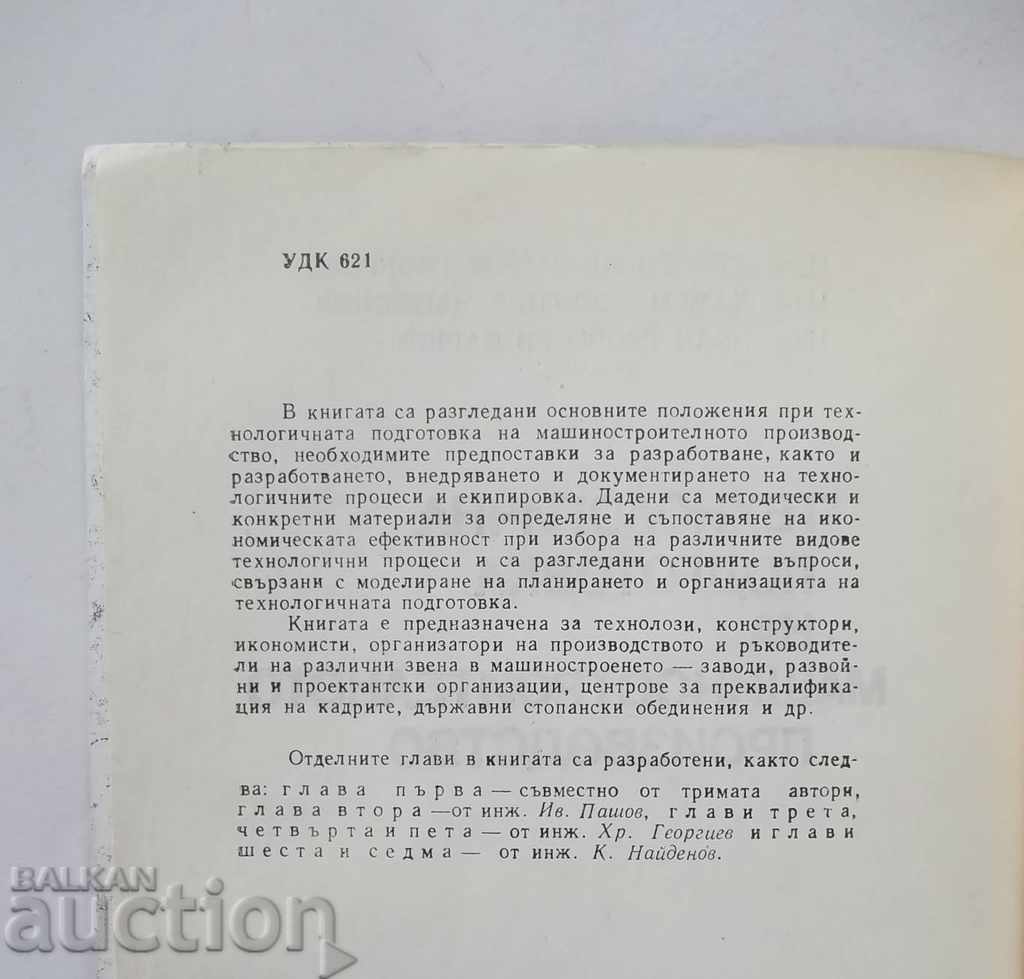 УДК 621
В книгата са разгледани основните положения при тех-
нологичната подготовка на машиностроителното производ-
ство, необходимите предпоставки за разработване, както и
разработването, внедряването и документирането на техно-
логичните процеси и екипировка. Дадени са методически и
конкретни материали за определяне и съпоставяне на ико-
номическата ефективност при избора на различните видове
технологични процеси и са разгледани основните въпроси,
свързани с моделиране на планирането и организацията на
технологичната подготовка.
Книгата е предназначена за технолози, конструктори,
икономисти, организатори на производството и ръководите-
ли на различни звена в машиностроенето — заводи, развой-
ни и проектантски организации, центрове за преквалифика-
ция на кадрите, държавни стопански обединения и др.
Отделните глави в книгата са разработени, както след-
ва: глава първа — съвместно от тримата автори,
глава втора — от инж. Ив. Пашов, глави трета,
четвърта и пета — от инж. Хр. Георгиев и глави
шеста и седма — от инж. К. Найденов.
BALKAN
auction